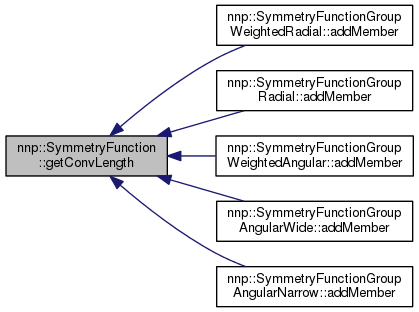 nnp::SymmetryFunctionGroup
WeightedRadial::addMember
nnp::SymmetryFunctionGroup
Radial::addMember
nnp::SymmetryFunction
::getConvLength
nnp::SymmetryFunctionGroup
WeightedAngular::addMember
nnp::SymmetryFunctionGroup
AngularWide::addMember
nnp::SymmetryFunctionGroup
AngularNarrow::addMember